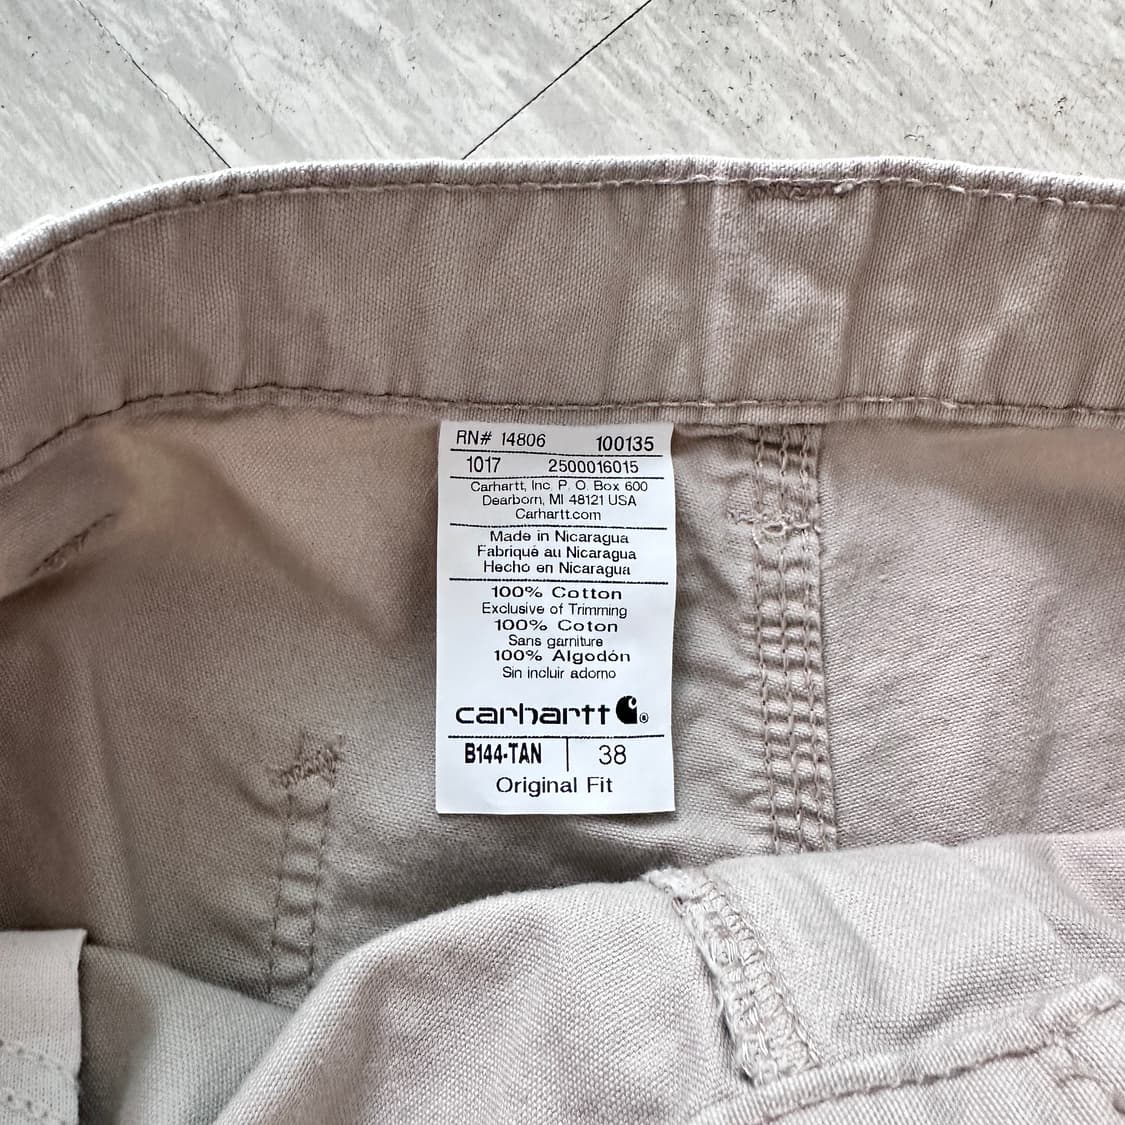 RN# 14806 100135
1017 2500016015
Carhartt, Inc. P. O. Box 600
Dearborn, MI 48121 USA
Carhartt.com
Made in Nicaragua
Fabriqué au Nicaragua
Hecho en Nicaragua
100% Cotton
Exclusive of Trimming
100% Coton
Sans garniture
100% Algodón
Sin incluir adorno
carhartt ®
B144-TAN | 38
Original Fit